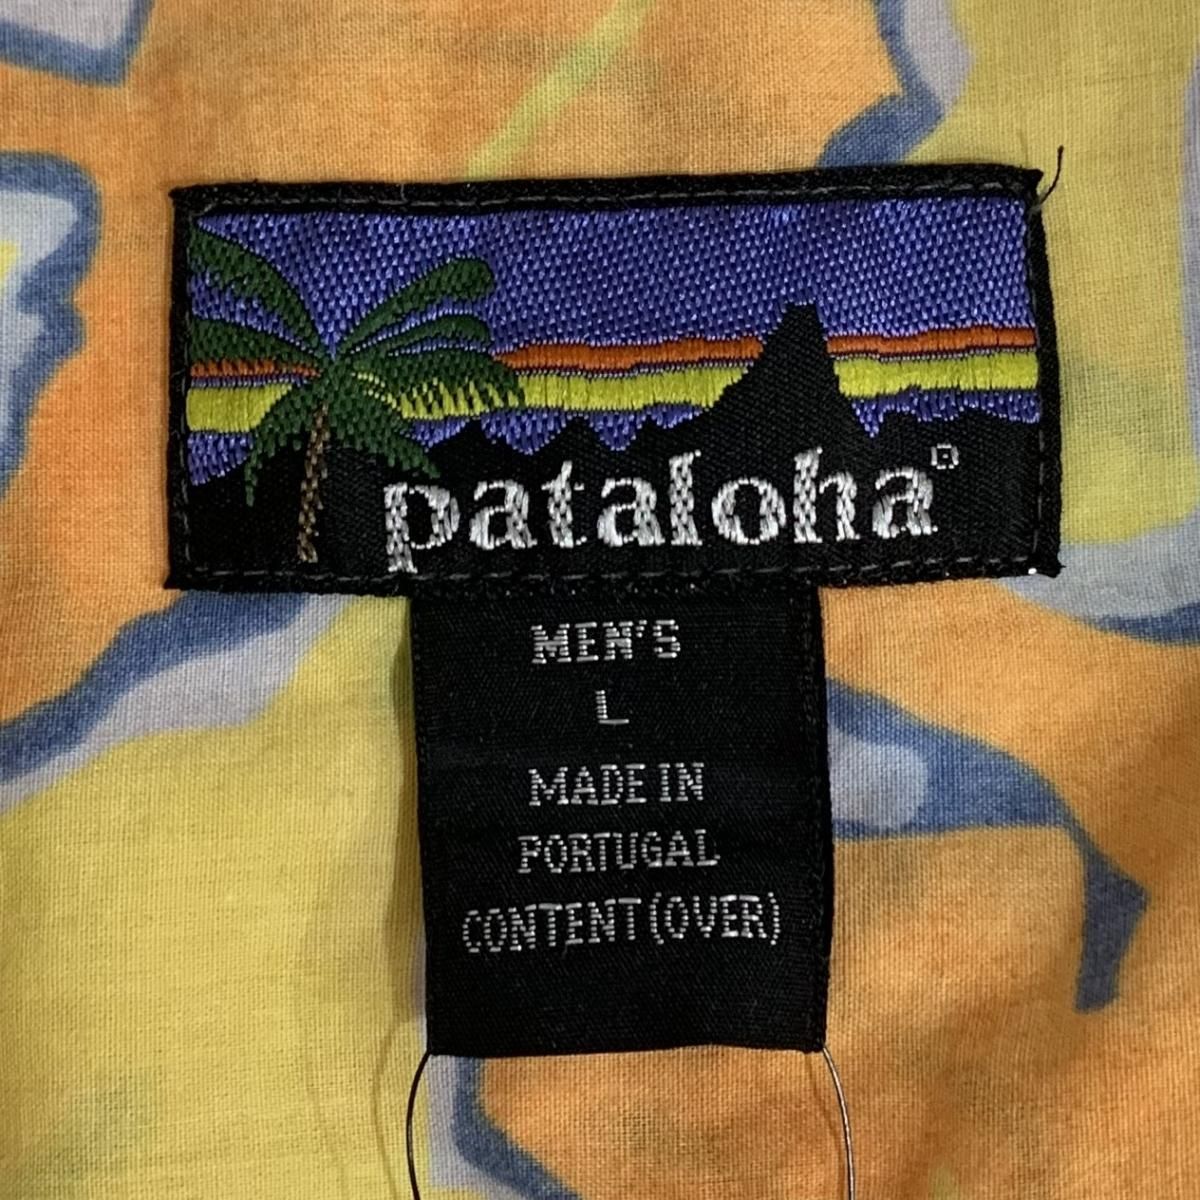 pataloha®
MEN'S
L
MADE IN
PORTUGAL
CONTENT (OVER)